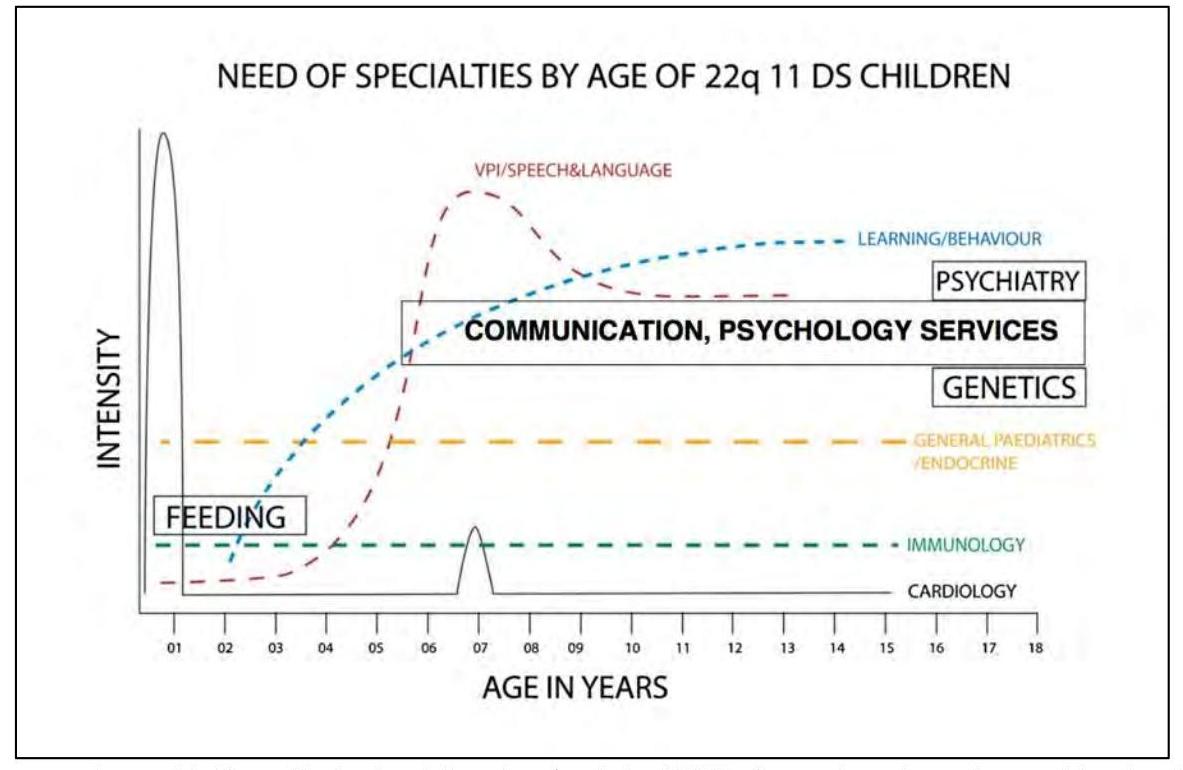 NEED OF SPECIALTIES BY AGE OF 22q 11 DS CHILDREN
VPI/SPEECH&LANGUAGE
LEARNING/BEHAVIOUR
PSYCHIATRY
COMMUNICATION, PSYCHOLOGY SERVICES
GENETICS
INTENSITY
GENERAL PAEDIATRICS
/ENDOCRINE
FEEDING
IMMUNOLOGY
CARDIOLOGY
01 02 03 04 05 06 07 08 09 10 11 12 13 14 15 16 17 18
AGE IN YEARS